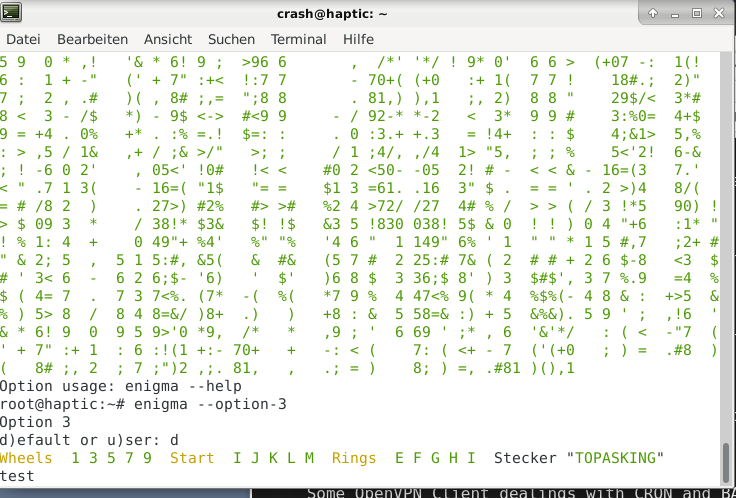 crash@haptic: ~
Datei Bearbeiten Ansicht Suchen Terminal Hilfe
5 9  0 * ,!   '& * 6! 9 ;  >96 6       ,  /*' '*/ ! 9* 0'  6 6 >  (+07 -:  1(!
6 :  1 + -"   (' + 7" :+<  !:7 7      - 70+( (+0   :+ 1(  7 7 !    18#.;  2)"
7 ;  2 , .#   )( , 8# ;,=  ";8 8      . 81,) ),1   ;, 2)  8 8 "    29$/<  3*#
8 <  3 - /$   *) - 9$ <->  #<9 9     - / 92-* *-2   <  3*  9 9 #    3:%0=  4+$
9 = +4 . 0%   +* . :% =.!  $=: :     . 0 :3.+ +.3   = !4+  : : $    4;&1>  5,%
: > ,5 / 1&   ,+ / ;& >/"   >; ;     / 1 ;4/, ,/4  1> "5,  ; ; %    5<'2!  6-&
; ! -6 0 2'    , 05<' !0#   !< <    #0 2 <50- -05   2! # -  < < & - 16=(3   7.'
< " .7 1 3(    - 16=( "1$   "= =    $1 3 =61. .16   3" $ .  = = ' . 2 >)4   8/(
= # /8 2  )    . 27>) #2%   #> >#   %2 4 >72/ /27   4# % /  > > ( / 3 !*5   90) !
> $ 09 3  *    / 38!* $3&   $! !$   &3 5 !830 038!  5$ & 0  ! ! ) 0 4 "+6   :1* "
! % 1: 4  +    0 49"+ %4'   %" "%   '4 6 "  1 149"  6% ' 1  " " * 1 5 #,7   ;2+ #
" & 2; 5  ,  5 1 5:#, &5(   &  #&   (5 7 #  2 25:#  7& ( 2  # # + 2 6 $-8   <3  $
# ' 3< 6  -  6 2 6;$- '6)   '  $'   )6 8 $  3 36;$  8' ) 3  $#$', 3 7 %.9   =4  %
$ ( 4= 7  .  7 3 7<%. (7*  -(  %(   *79 %  4 47<%  9( * 4  %$%(- 4 8 & :  +>5  &
% ) 5> 8  /  8 4 8=&/ )8+  .)   )   +8 : &  5 58=&  :) + 5  &%&). 5 9 ' ;  ,!6  '
& * 6! 9  0  9 5 9>'0 *9,  /*   *   ,9 ; '  6 69 '  ;* , 6  '&'*/  : ( <  -"7  (
' + 7" :+ 1  : 6 :!(1 +:- 70+   +   -: < (    7: (  <+ - 7  ('(+0   ; ) =  .#8  )
(   8# ;, 2  ; 7 ;")2 ,;. 81,   ,   .; = )    8; )  =, .#81 )(),1
Option usage: enigma --help
root@haptic:~# enigma --option-3
Option 3
d)efault or u)ser: d
Wheels  1 3 5 7 9  Start  I J K L M  Rings  E F G H I  Stecker "TOPASKING"
test
Some OpenVPN Client dealings with CRON and BA